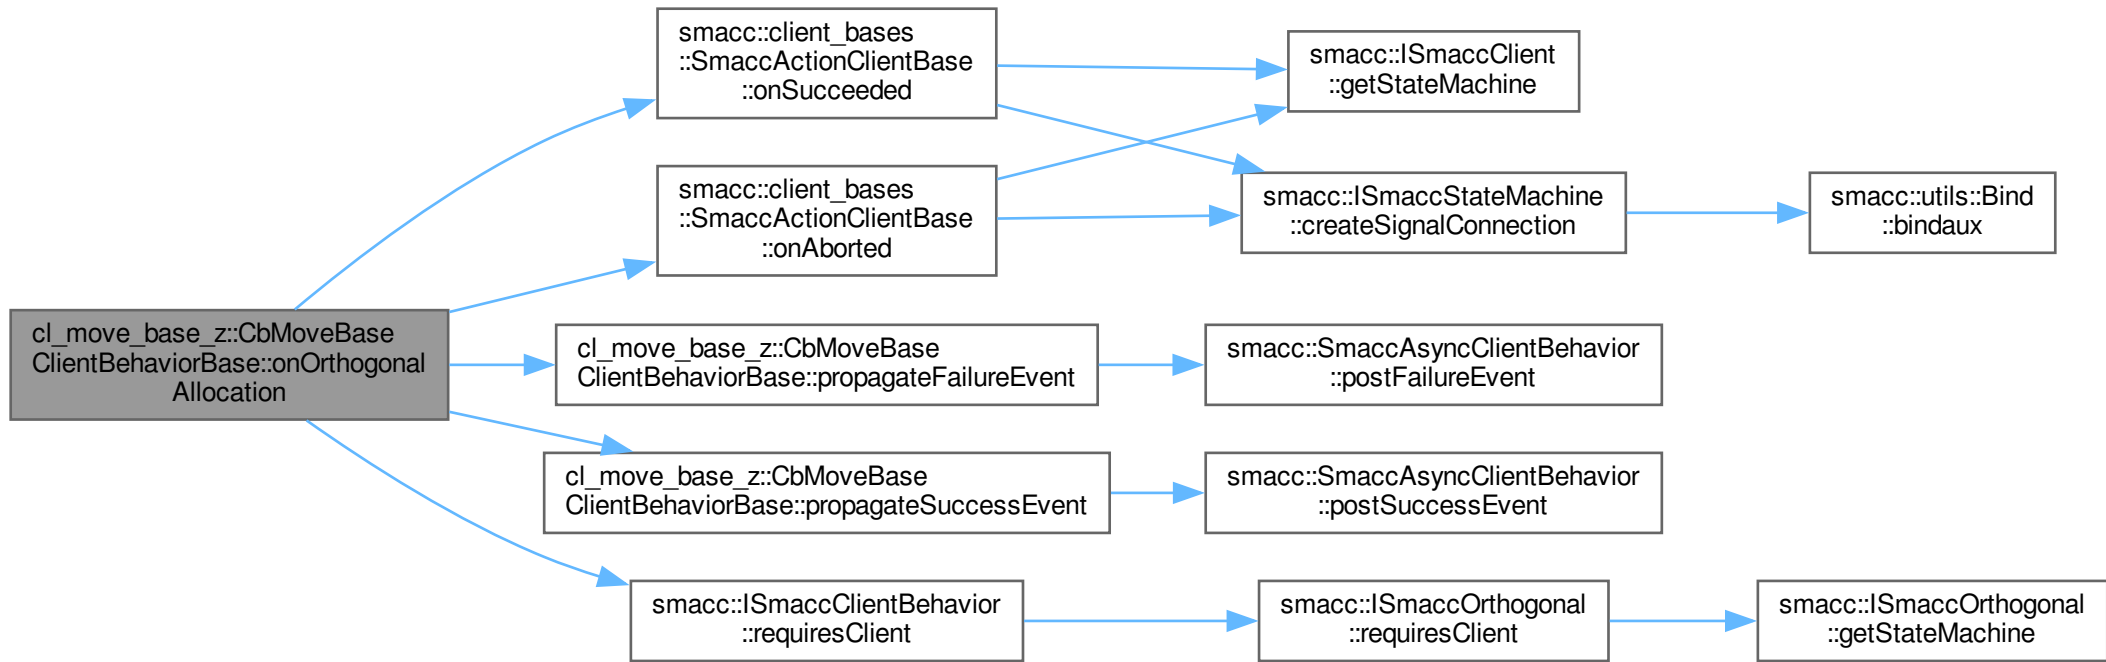 cl_move_base_z::CbMoveBase
ClientBehaviorBase::onOrthogonal
Allocation
smacc::client_bases
::SmaccActionClientBase
::onSucceeded
smacc::ISmaccClient
::getStateMachine
smacc::client_bases
::SmaccActionClientBase
::onAborted
smacc::ISmaccStateMachine
::createSignalConnection
smacc::utils::Bind
::bindaux
cl_move_base_z::CbMoveBase
ClientBehaviorBase::propagateFailureEvent
smacc::SmaccAsyncClientBehavior
::postFailureEvent
cl_move_base_z::CbMoveBase
ClientBehaviorBase::propagateSuccessEvent
smacc::SmaccAsyncClientBehavior
::postSuccessEvent
smacc::ISmaccClientBehavior
::requiresClient
smacc::ISmaccOrthogonal
::requiresClient
smacc::ISmaccOrthogonal
::getStateMachine